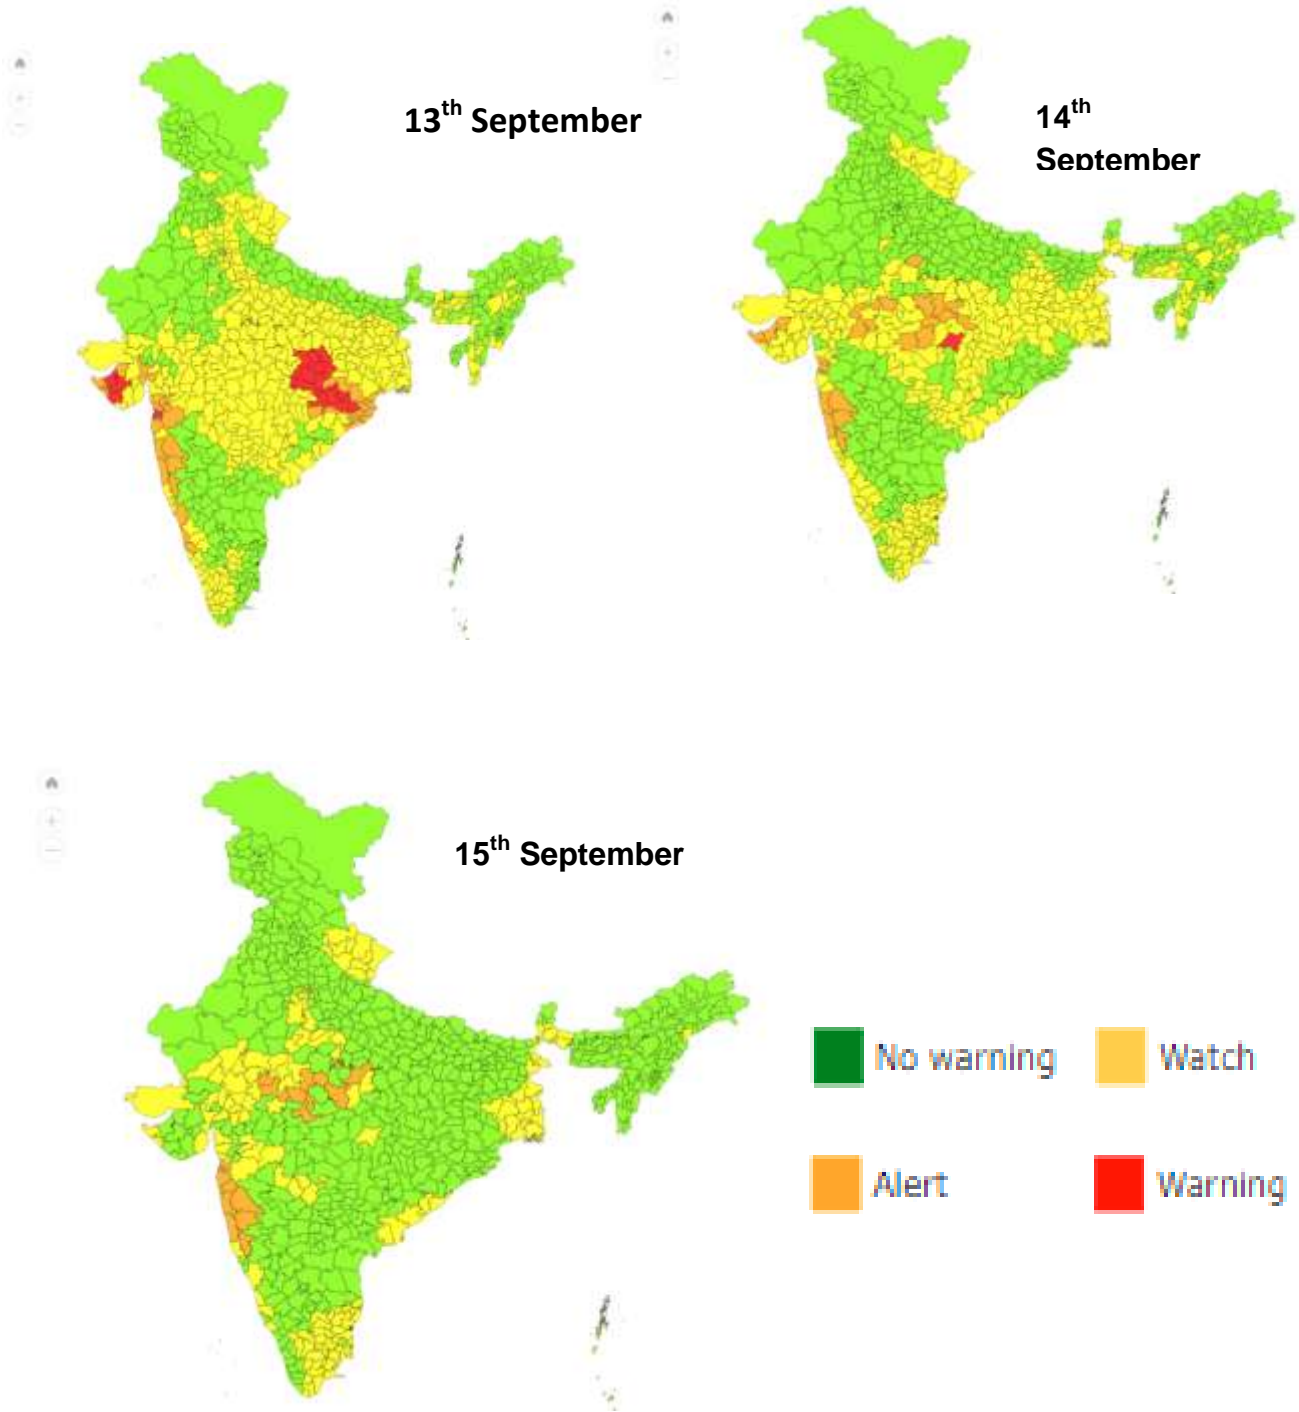 13th September
14th
September
15th September
No warning
Watch
Alert
Warning